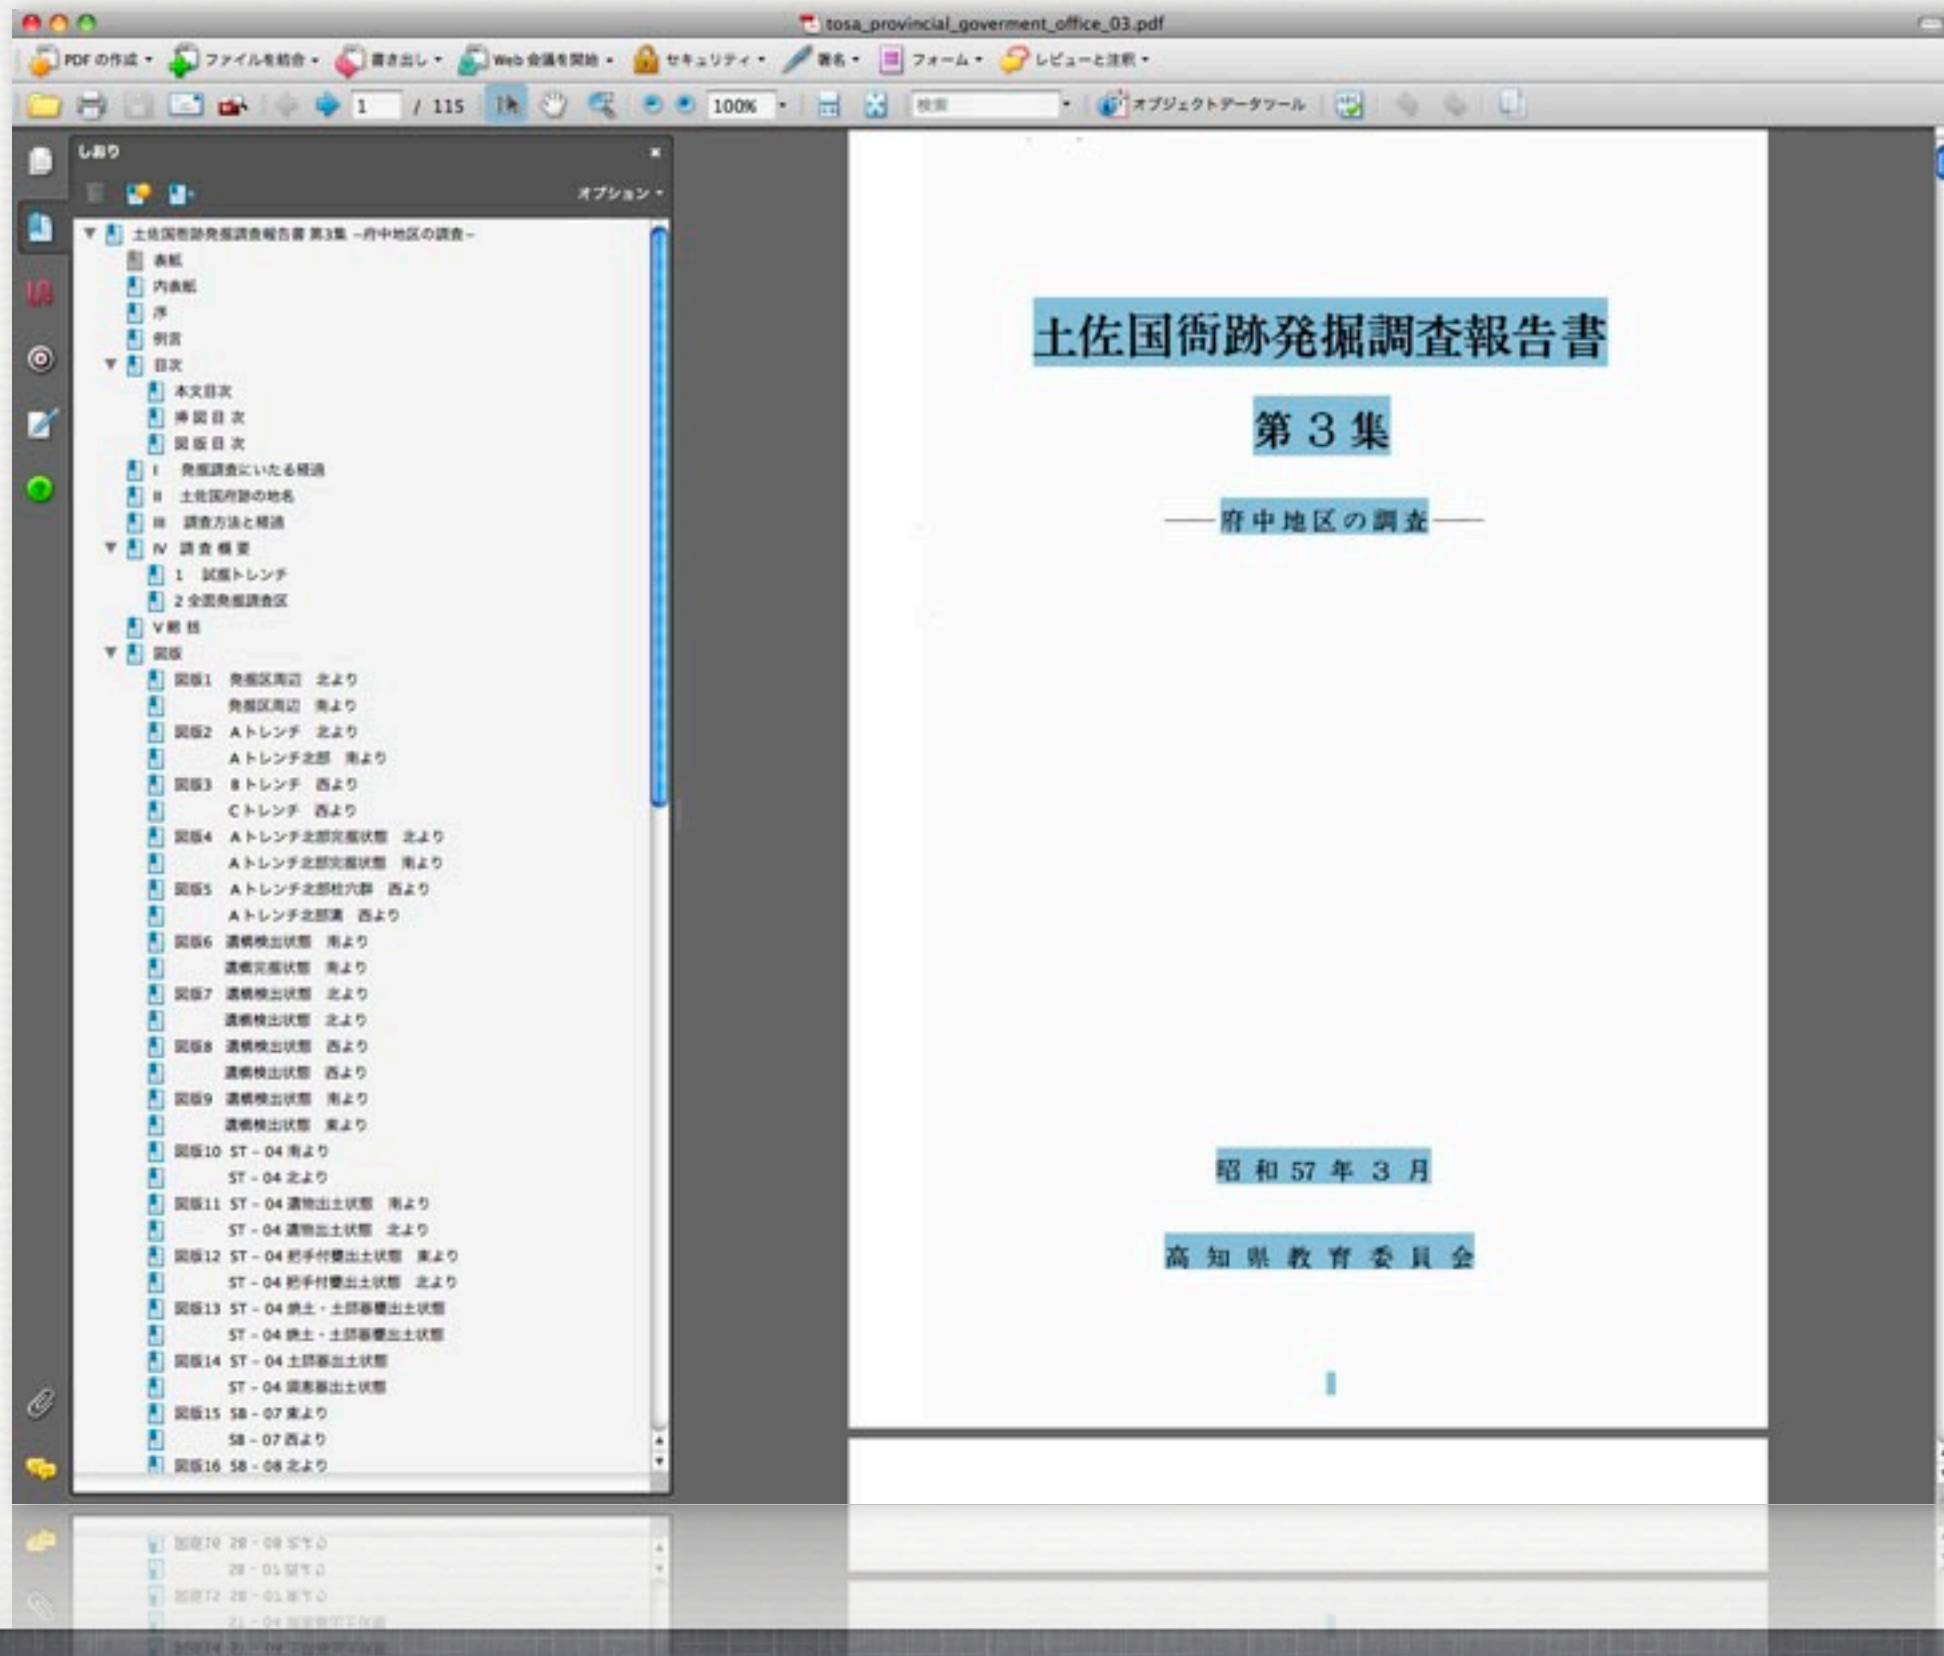 tosa_provincial_goverment_office_03.pdf
PDF の作成 ファイルを結合 書き出し Web 会議を開始 セキュリティ 署名 フォーム レビューと注釈
1 / 115 100% 検索 オブジェクトデータツール
しおり
オプション
土佐国衙跡発掘調査報告書 第3集 −府中地区の調査−
表紙
内表紙
序
例言
目次
本文目次
挿図目次
図版目次
I 発掘調査にいたる経過
II 土佐国府跡の地名
III 調査方法と経過
IV 調査概要
1 試掘トレンチ
2 全面発掘調査区
V 総括
図版
図版1 発掘区周辺 北より
発掘区周辺 南より
図版2 Aトレンチ 北より
Aトレンチ北部 南より
図版3 Bトレンチ 西より
Cトレンチ 西より
図版4 Aトレンチ北部完掘状態 北より
Aトレンチ北部完掘状態 南より
図版5 Aトレンチ北部柱穴群 西より
Aトレンチ北部溝 西より
図版6 遺構検出状態 南より
遺構完掘状態 南より
図版7 遺構検出状態 北より
遺構検出状態 北より
図版8 遺構検出状態 西より
遺構検出状態 西より
図版9 遺構検出状態 南より
遺構検出状態 東より
図版10 ST − 04 南より
ST − 04 北より
図版11 ST − 04 遺物出土状態 南より
ST − 04 遺物出土状態 北より
図版12 ST − 04 把手付甕出土状態 東より
ST − 04 把手付甕出土状態 北より
図版13 ST − 04 焼土・土師器甕出土状態
ST − 04 焼土・土師器甕出土状態
図版14 ST − 04 土師器出土状態
ST − 04 須恵器出土状態
図版15 SB − 07 東より
SB − 07 西より
図版16 SB − 08 北より
土佐国衙跡発掘調査報告書
第3集
──府中地区の調査──
昭和57年3月
高知県教育委員会